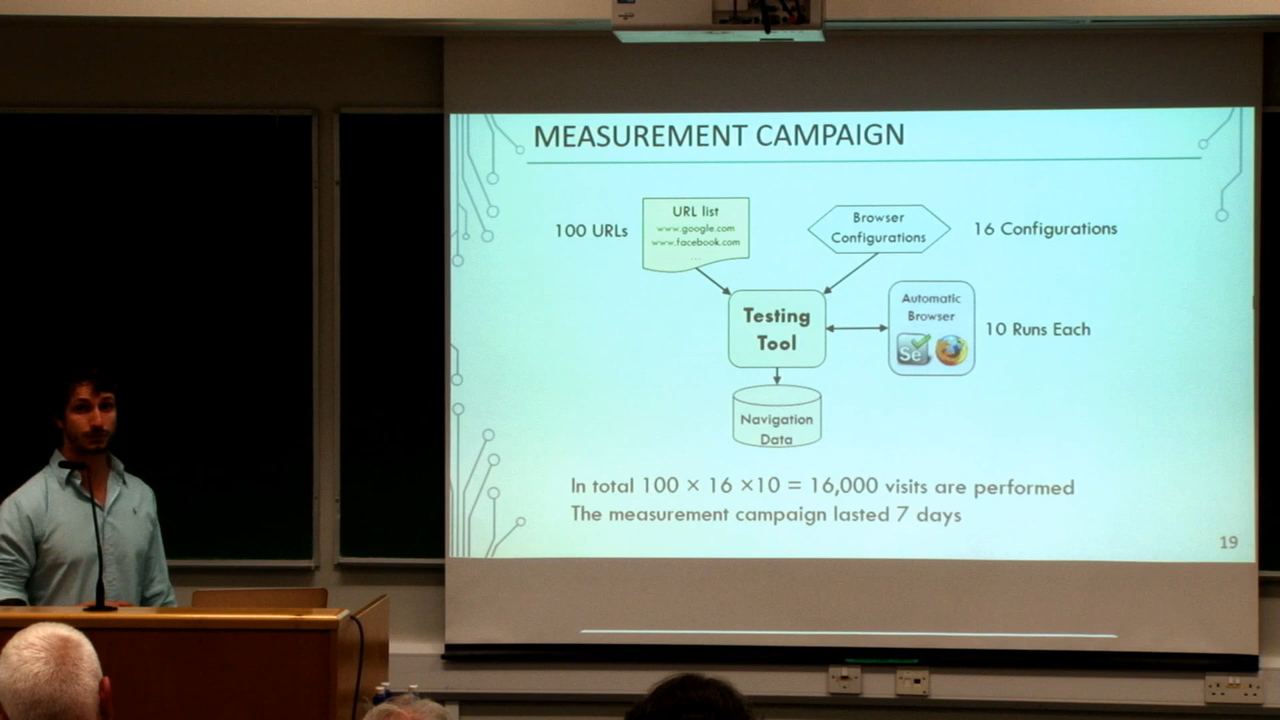 MEASUREMENT CAMPAIGN
100 URLs
URL list
www.google.com
www.facebook.com
...
Browser
Configurations
16 Configurations
Testing
Tool
Automatic
Browser
Se
10 Runs Each
Navigation
Data
In total 100 × 16 ×10 = 16,000 visits are performed
The measurement campaign lasted 7 days
19